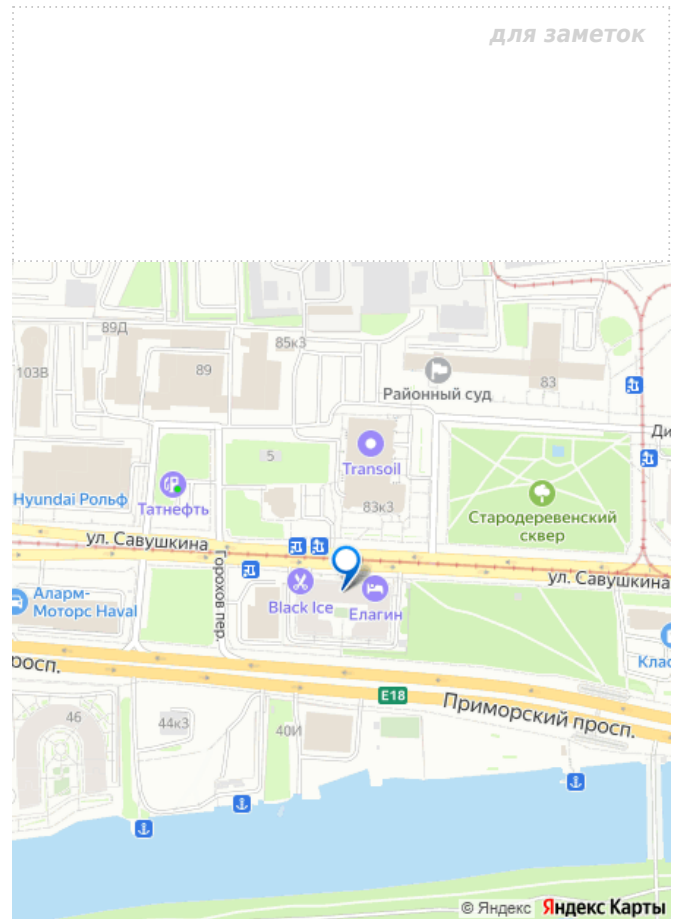 для заметок
89Д
85к3
103В
89
83
Районный суд
Ди
5
Transoil
Hyundai Рольф
Татнефть
83к3
Стародеревенский
сквер
ул. Савушкина
Горохов пер.
ул. Савушкина
Аларм-
Моторс Haval
Black Ice
Елагин
Клас
росп.
E18
Приморский просп.
46
44к3
40И
© Яндекс Яндекс Карты